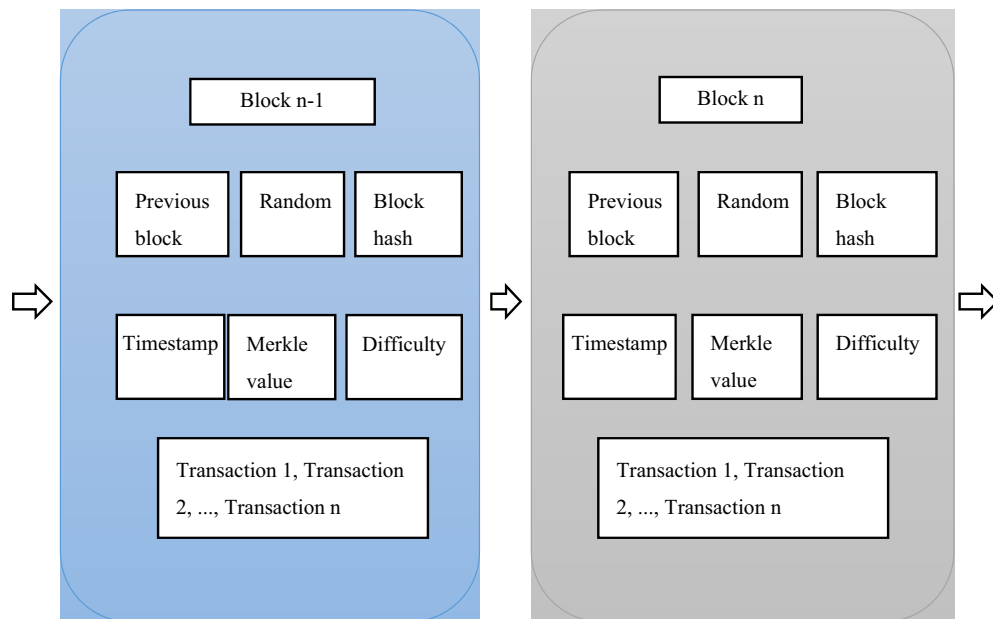 Block n-1
Previous
block
Random
Block
hash
Timestamp
Merkle
value
Difficulty
Transaction 1, Transaction
2, ..., Transaction n
Block n
Previous
block
Random
Block
hash
Timestamp
Merkle
value
Difficulty
Transaction 1, Transaction
2, ..., Transaction n